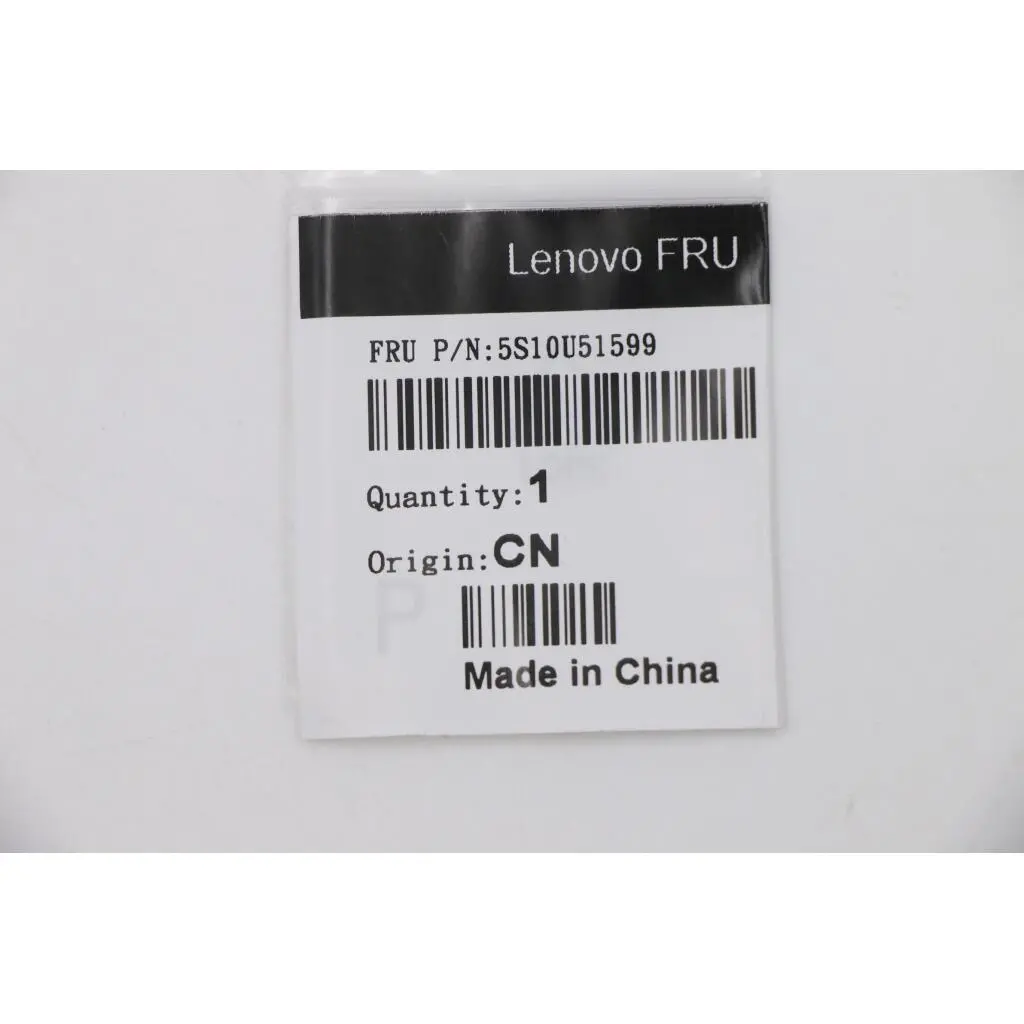 Lenovo FRU
FRU P/N:5S10U51599
Quantity:1
Origin:CN
P
Made in China